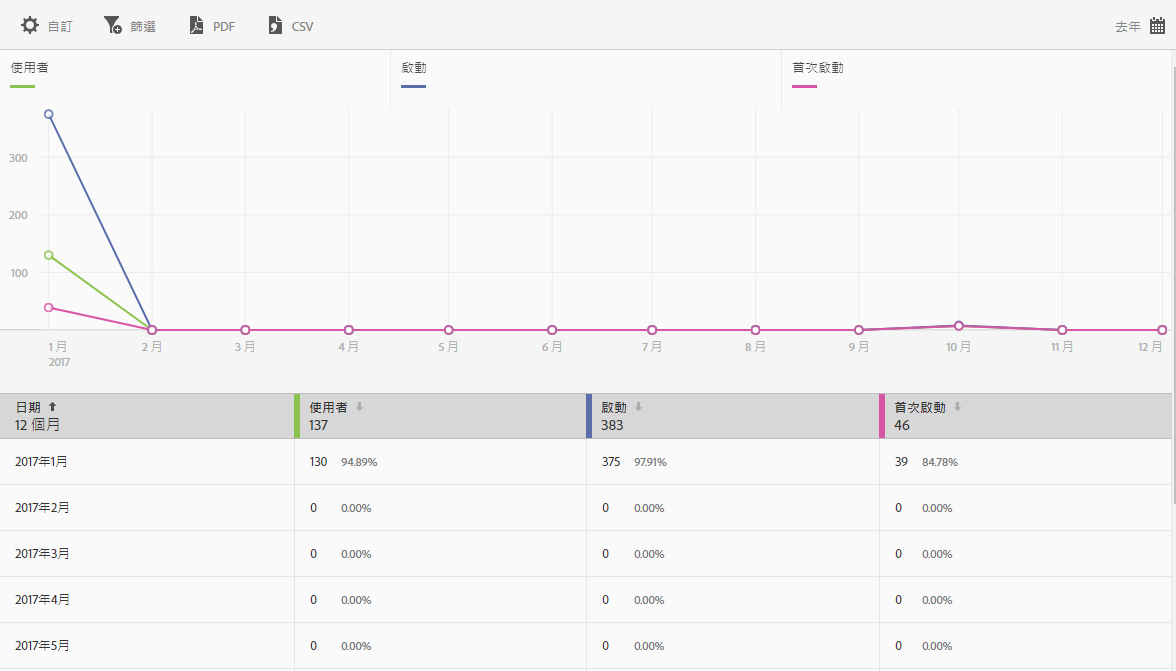 自訂 篩選 PDF CSV 去年
使用者 啟動 首次啟動
300
200
100
1 月 2 月 3 月 4 月 5 月 6 月 7 月 8 月 9 月 10 月 11 月 12 月
2017
日期 使用者 啟動 首次啟動
12 個月 137 383 46
2017年1月 130 94.89% 375 97.91% 39 84.78%
2017年2月 0 0.00% 0 0.00% 0 0.00%
2017年3月 0 0.00% 0 0.00% 0 0.00%
2017年4月 0 0.00% 0 0.00% 0 0.00%
2017年5月 0 0.00% 0 0.00% 0 0.00%